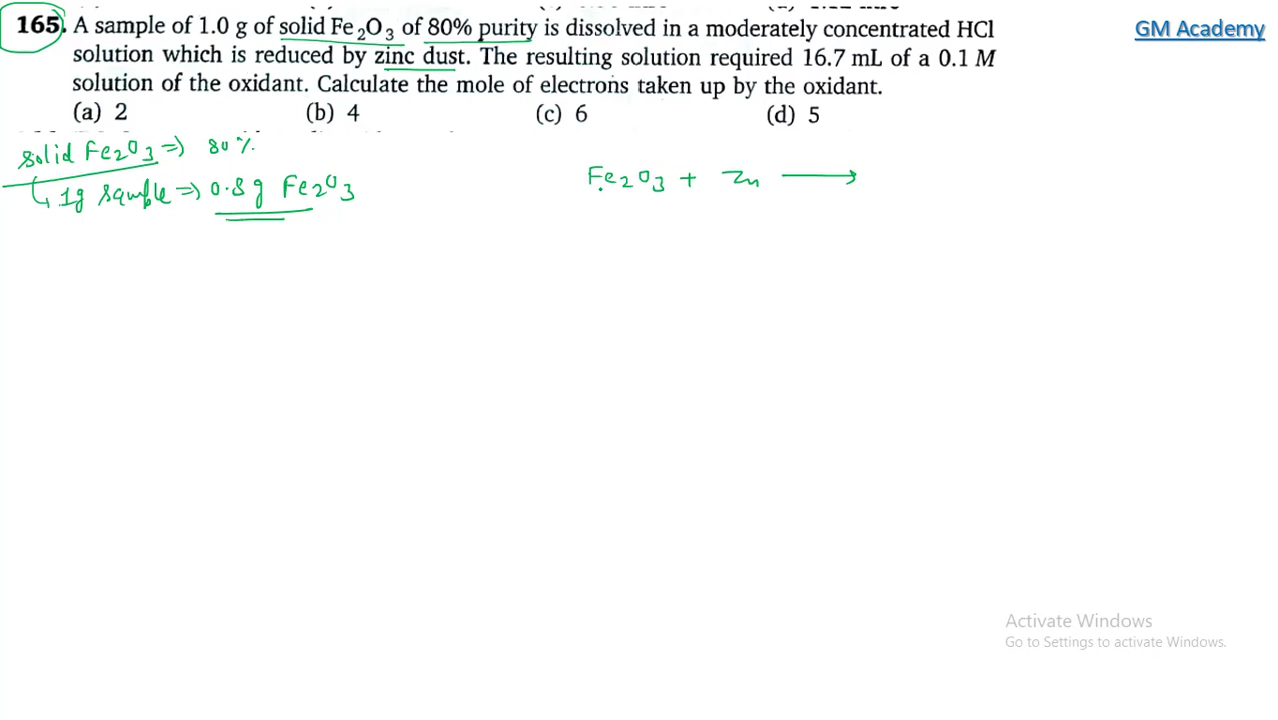 165. A sample of 1.0 g of solid Fe₂O₃ of 80% purity is dissolved in a moderately concentrated HCl
GM Academy
solution which is reduced by zinc dust. The resulting solution required 16.7 mL of a 0.1 M
solution of the oxidant. Calculate the mole of electrons taken up by the oxidant.
(a) 2 (b) 4 (c) 6 (d) 5
solid Fe₂O₃ ⇒ 80%.
1g sample ⇒ 0.8g Fe₂O₃
Fe₂O₃ + Zn ⟶
Activate Windows
Go to Settings to activate Windows.